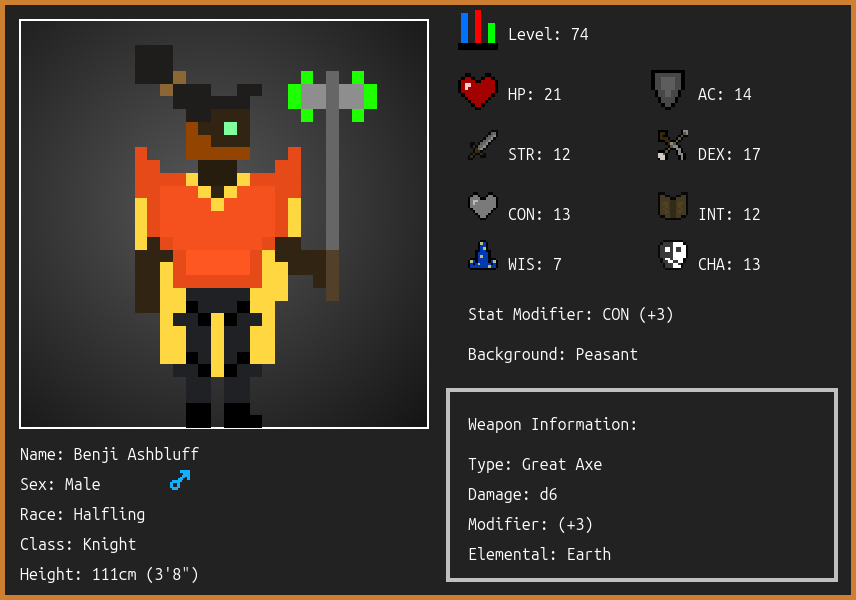 Level: 74
HP: 21
AC: 14
STR: 12
DEX: 17
CON: 13
INT: 12
WIS: 7
CHA: 13
Stat Modifier: CON (+3)
Background: Peasant
Weapon Information:
Type: Great Axe
Damage: d6
Modifier: (+3)
Elemental: Earth
Name: Benji Ashbluff
Sex: Male
Race: Halfling
Class: Knight
Height: 111cm (3'8")